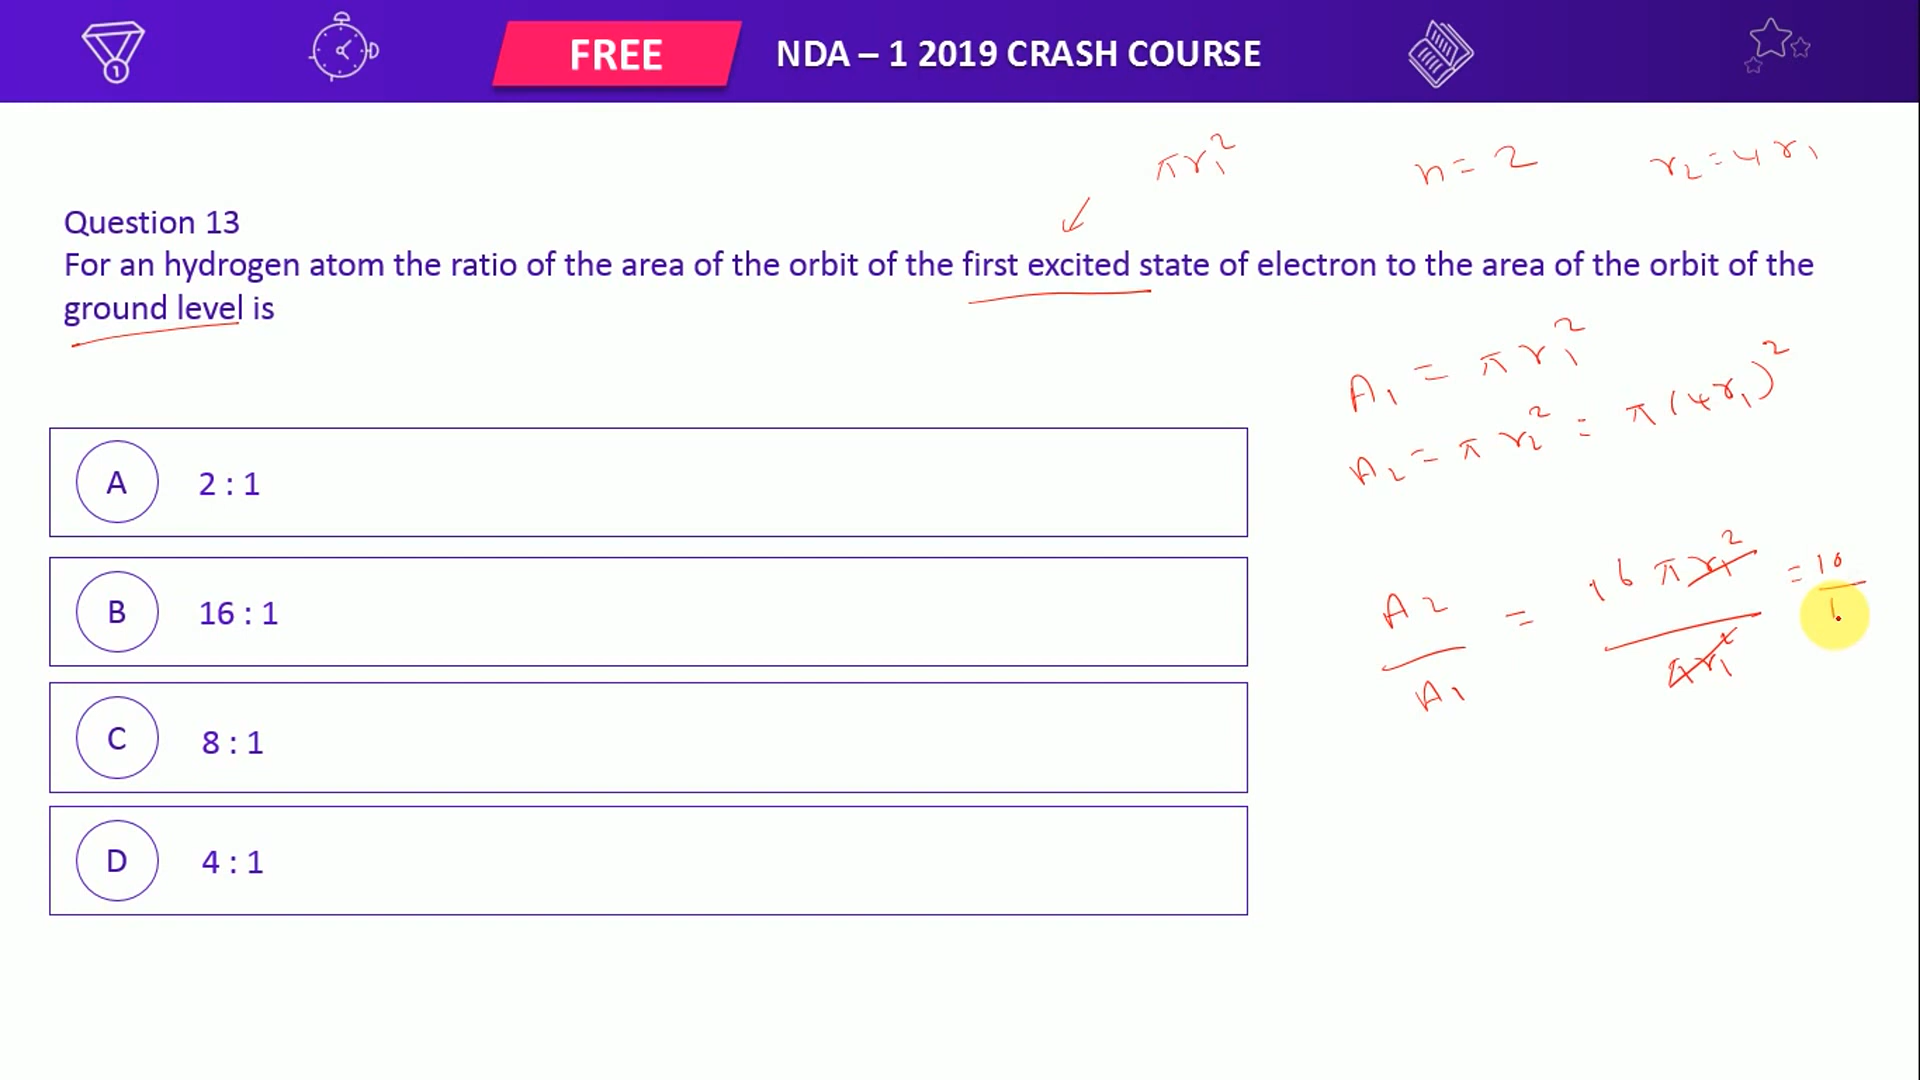 FREE
NDA – 1 2019 CRASH COURSE
πr₁²
n = 2
r₂ = 4r₁
Question 13
For an hydrogen atom the ratio of the area of the orbit of the first excited state of electron to the area of the orbit of the
ground level is
A₁ = πr₁²
A₂ = πr₂² = π(4r₁)²
A 2 : 1
B 16 : 1
C 8 : 1
D 4 : 1
A₂/A₁ = 16πr₁²/πr₁² = 16/1
1